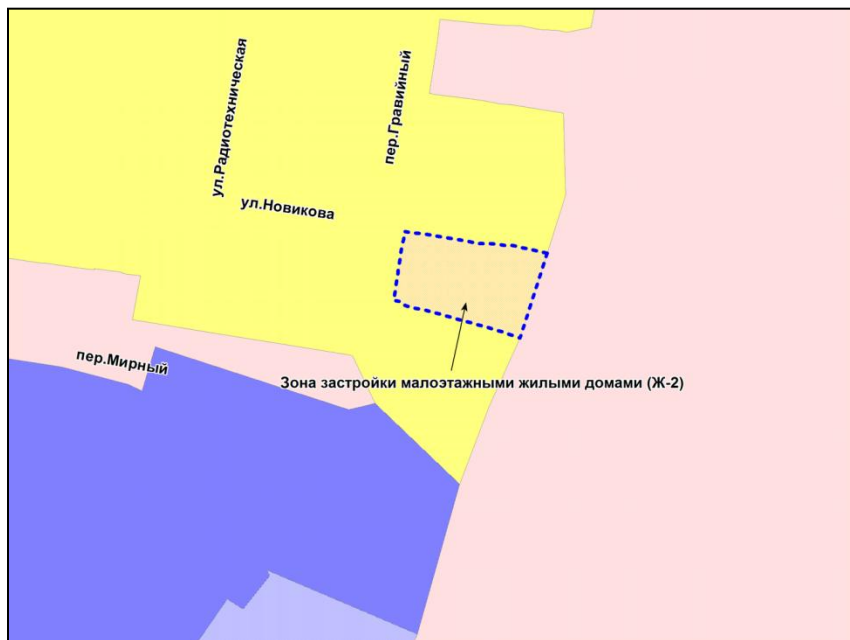 ул.Радиотехническая
пер.Гравийный
ул.Новикова
пер.Мирный
Зона застройки малоэтажными жилыми домами (Ж-2)